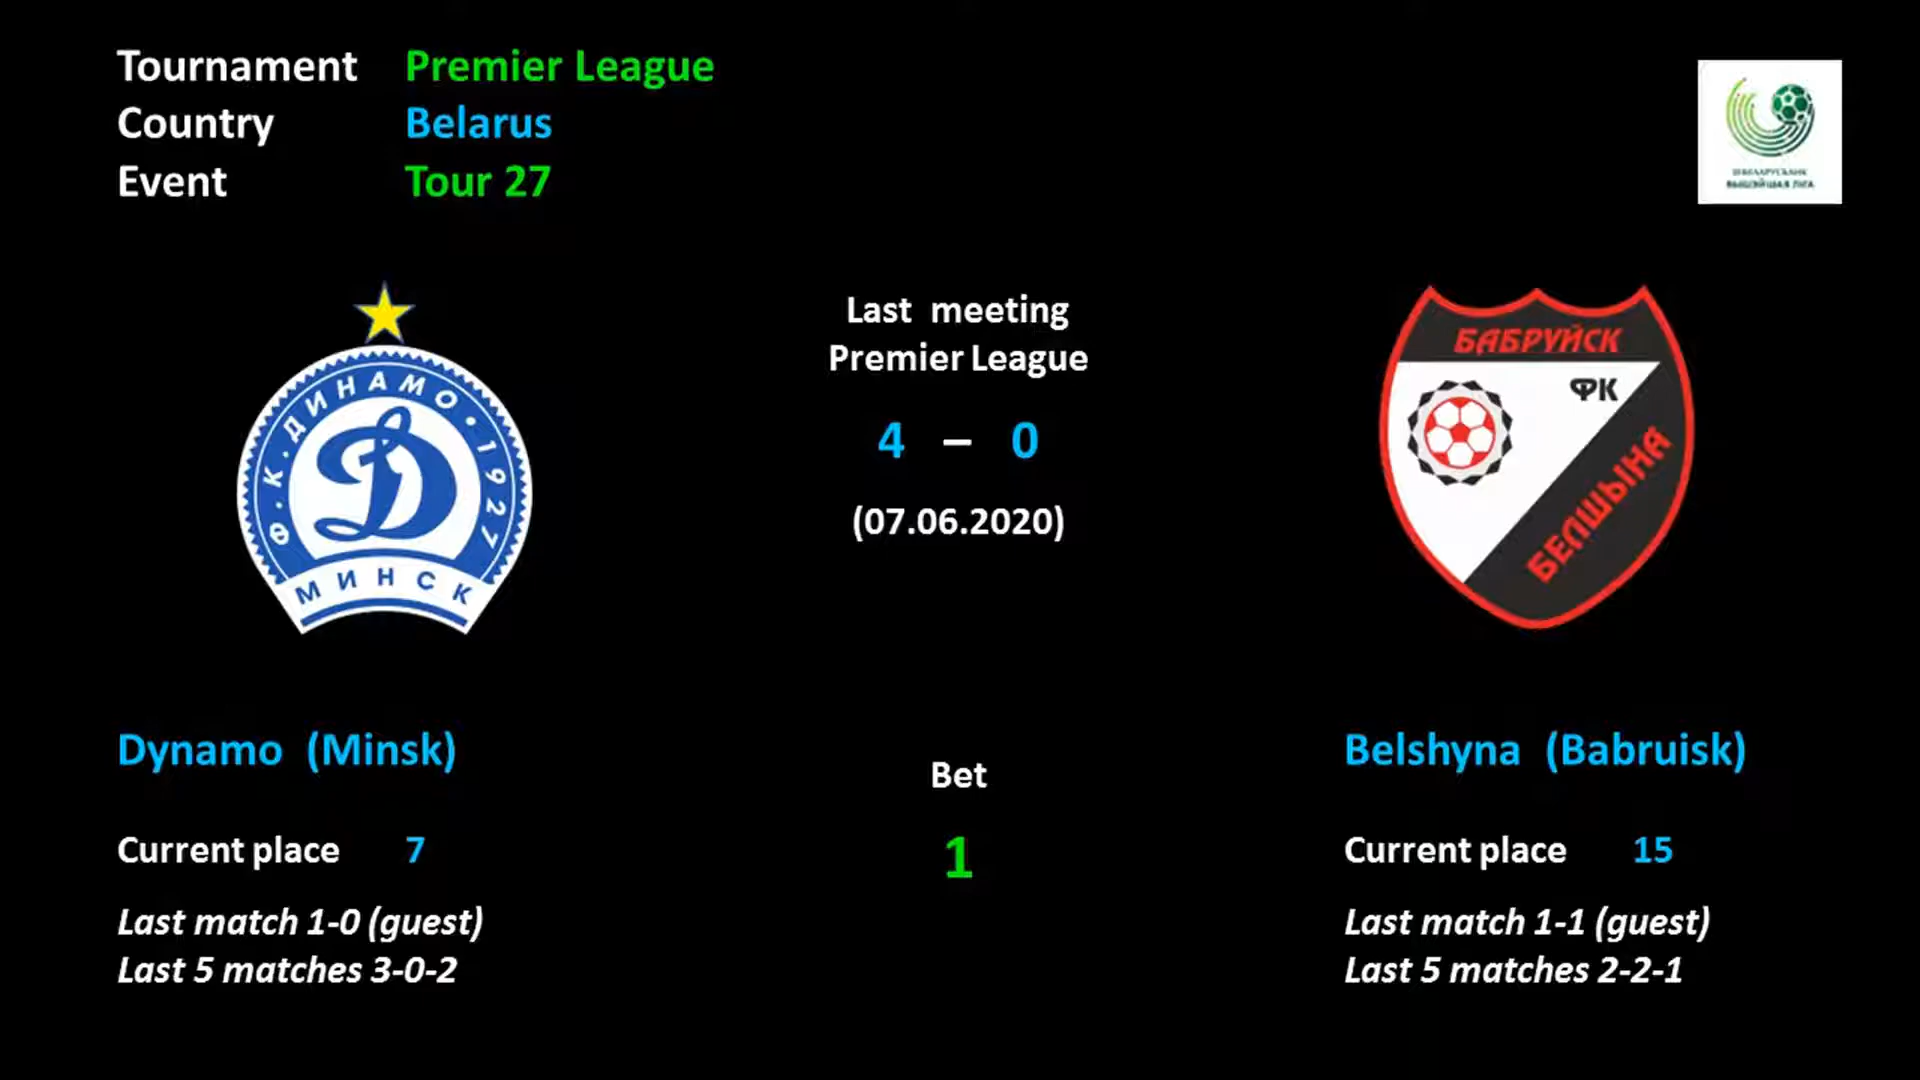 Tournament Premier League
Country Belarus
Event Tour 27
ВЫШЭЙШАЯ ЛІГА
Last meeting
Premier League
4 – 0
(07.06.2020)
Ф.К.ДИНАМО•1927
МИНСК
БАБРУЙСК
ФК
БЕЛШЫНА
Dynamo (Minsk)
Belshyna (Babruisk)
Bet
1
Current place 7
Current place 15
Last match 1-0 (guest)
Last match 1-1 (guest)
Last 5 matches 3-0-2
Last 5 matches 2-2-1